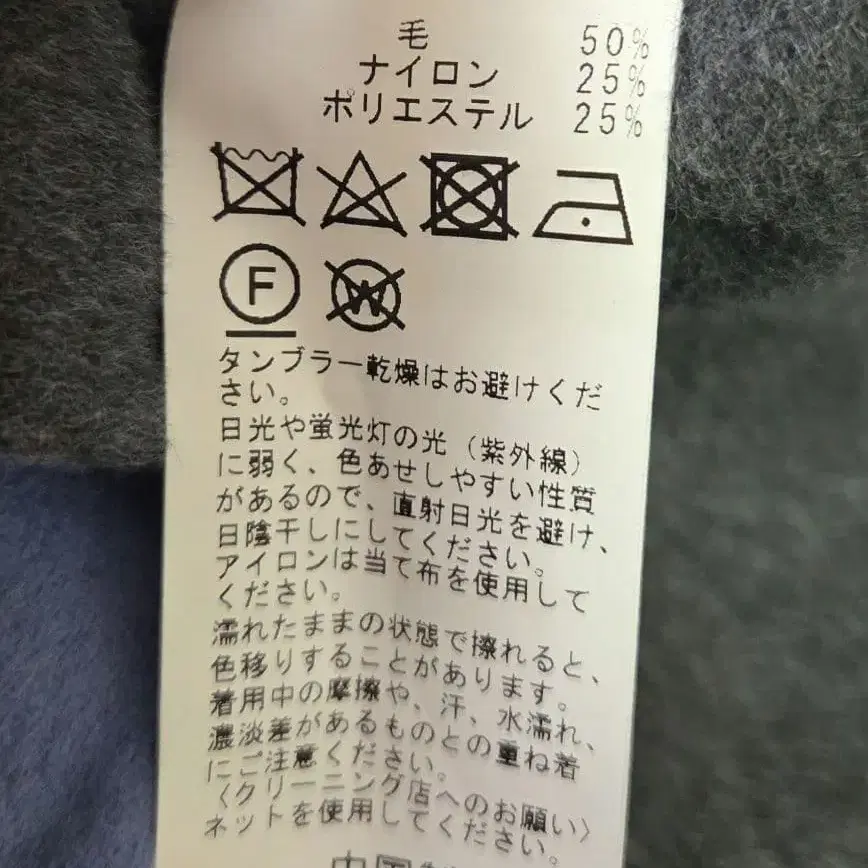 毛 50%
ナイロン 25%
ポリエステル 25%
F W
タンブラー乾燥はお避けくだ
さい。
日光や蛍光灯の光（紫外線）
に弱く、色あせしやすい性質
があるので、直射日光を避け、
日陰干しにしてください。
アイロンは当て布を使用して
ください。
濡れたままの状態で擦れると、
色移りすることがあります。
着用中の摩擦や、汗、水濡れ、
濃淡差があるものとの重ね着
にご注意ください。
〈クリーニング店へのお願い〉
ネットを使用してください。
中国